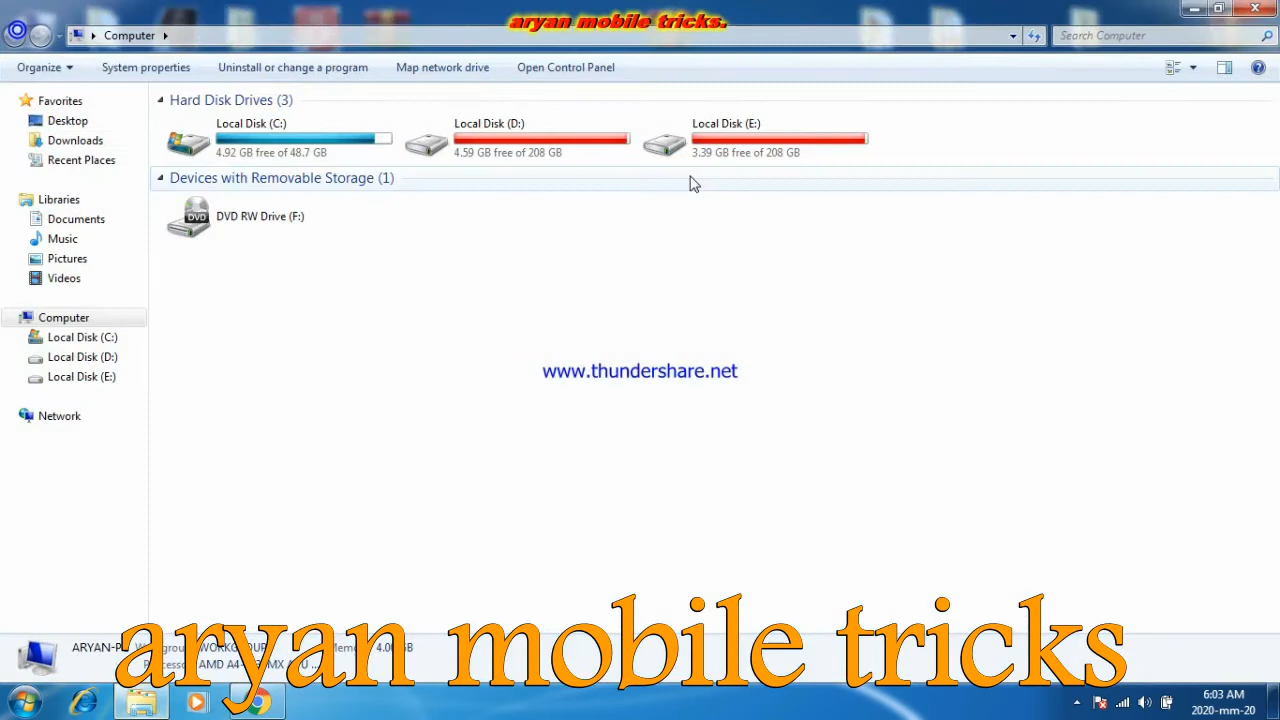 aryan mobile tricks.
Computer
Search Computer
Organize
System properties
Uninstall or change a program
Map network drive
Open Control Panel
Favorites
Desktop
Downloads
Recent Places
Libraries
Documents
Music
Pictures
Videos
Computer
Local Disk (C:)
Local Disk (D:)
Local Disk (E:)
Network
Hard Disk Drives (3)
Local Disk (C:)
4.92 GB free of 48.7 GB
Local Disk (D:)
4.59 GB free of 208 GB
Local Disk (E:)
3.39 GB free of 208 GB
Devices with Removable Storage (1)
DVD
DVD RW Drive (F:)
www.thundershare.net
aryan mobile tricks
6:03 AM
2020-mm-20